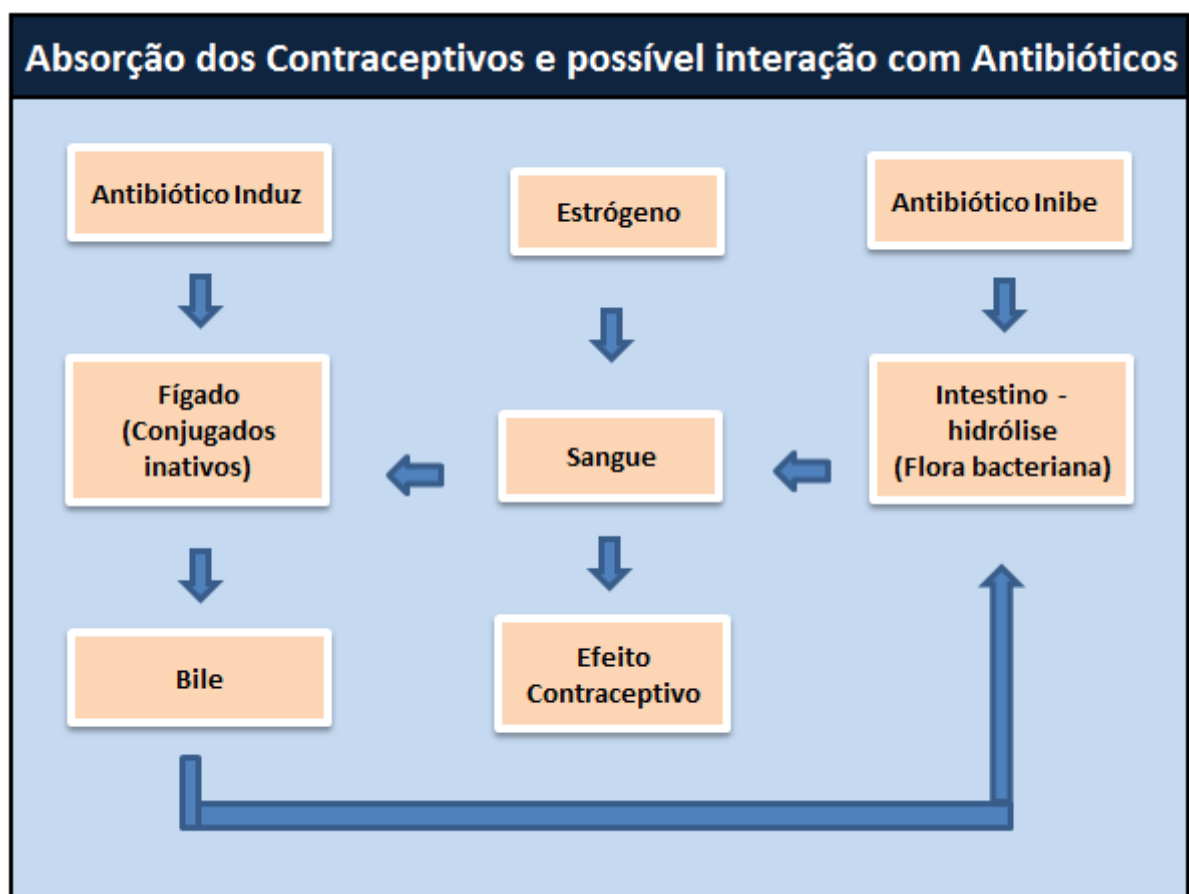 Absorção dos Contraceptivos e possível interação com Antibióticos
Antibiótico Induz
Estrógeno
Antibiótico Inibe
Fígado
(Conjugados
inativos)
Sangue
Intestino -
hidrólise
(Flora bacteriana)
Bile
Efeito
Contraceptivo